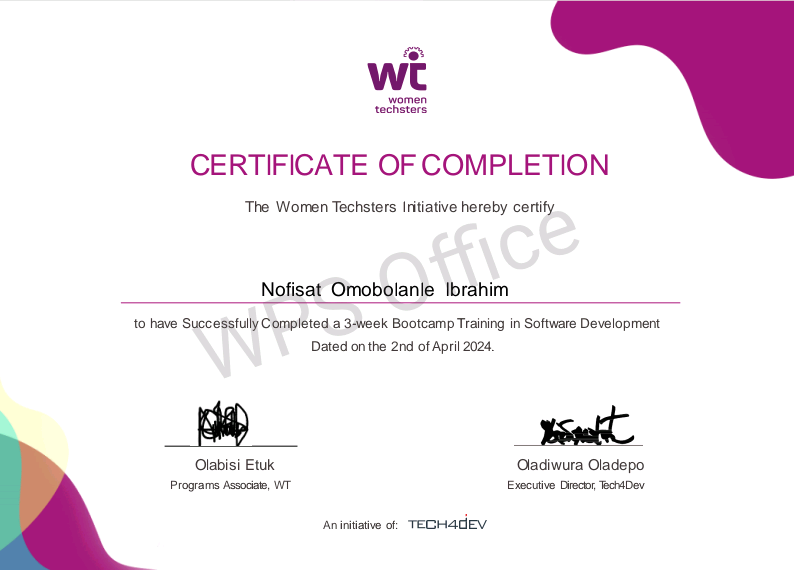 wt
women
techsters
CERTIFICATE OF COMPLETION
The Women Techsters Initiative hereby certify
WPS Office
Nofisat Omobolanle Ibrahim
to have Successfully Completed a 3-week Bootcamp Training in Software Development
Dated on the 2nd of April 2024.
Olabisi Etuk
Oladiwura Oladepo
Programs Associate, WT
Executive Director, Tech4Dev
An initiative of: TECH4DEV